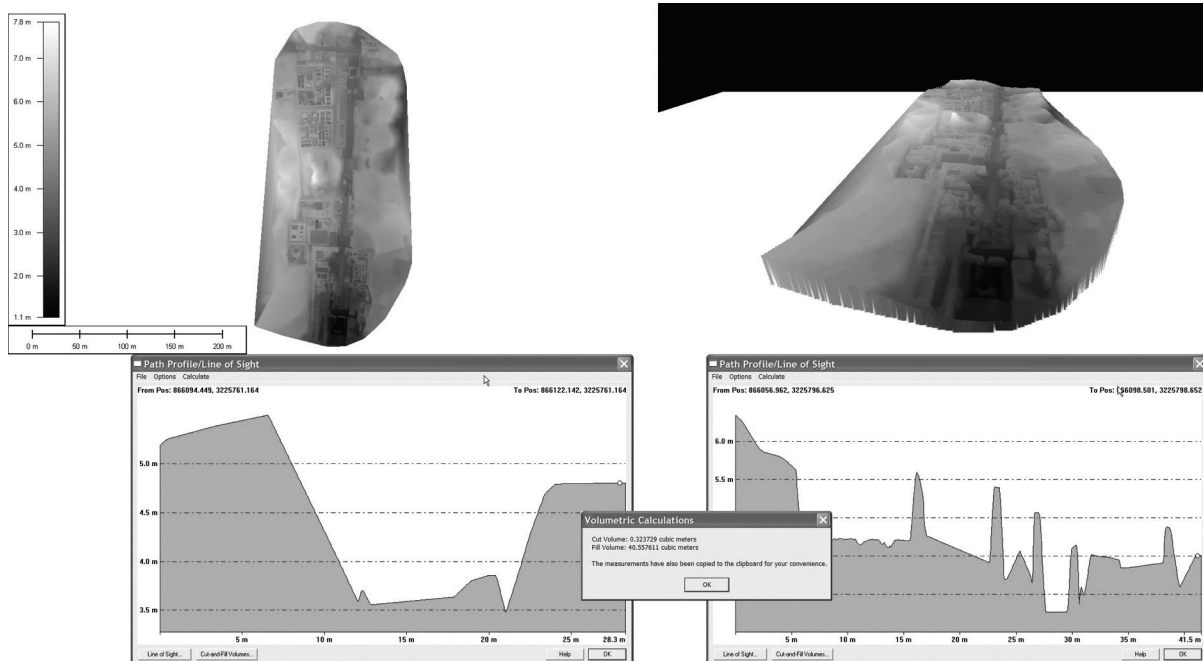 7.8 m
7.0 m
6.0 m
5.0 m
4.0 m
3.0 m
2.0 m
1.1 m
0 m 50 m 100 m 150 m 200 m
Path Profile/Line of Sight
File Options Calculate
From Pos: 866094.449, 3225761.164 To Pos: 866122.142, 3225761.164
5.0 m
4.5 m
4.0 m
3.5 m
5 m 10 m 15 m 20 m 25 m 28.3 m
Line of Sight... Cut-and-Fill Volumes... Help OK
Volumetric Calculations
Cut Volume: 0.323729 cubic meters
Fill Volume: 40.557611 cubic meters
The measurements have also been copied to the clipboard for your convenience.
OK
Path Profile/Line of Sight
File Options Calculate
From Pos: 866056.962, 3225796.625 To Pos: 66098.501, 3225798.652
6.0 m
5.5 m
5 m 10 m 15 m 20 m 25 m 30 m 35 m 41.5 m
Line of Sight... Cut-and-Fill Volumes... Help OK